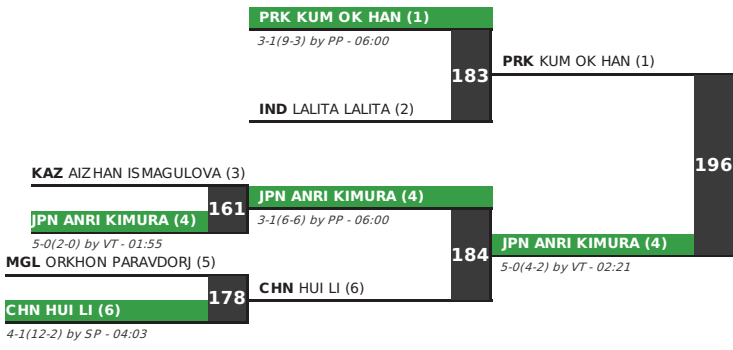 PRK KUM OK HAN (1)
3-1(9-3) by PP - 06:00
183
PRK KUM OK HAN (1)
IND LALITA LALITA (2)
196
KAZ AIZHAN ISMAGULOVA (3)
161
JPN ANRI KIMURA (4)
JPN ANRI KIMURA (4)
3-1(6-6) by PP - 06:00
5-0(2-0) by VT - 01:55
184
JPN ANRI KIMURA (4)
5-0(4-2) by VT - 02:21
MGL ORKHON PARAVDORJ (5)
178
CHN HUI LI (6)
CHN HUI LI (6)
4-1(12-2) by SP - 04:03